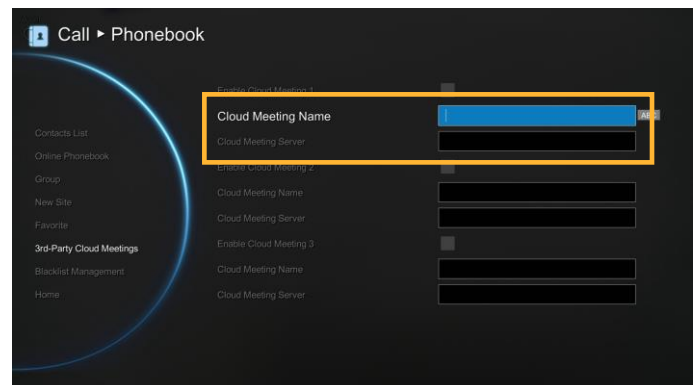 Call ▸ Phonebook
Contacts List
Online Phonebook
Group
New Site
Favorite
3rd-Party Cloud Meetings
Blacklist Management
Home
Enable Cloud Meeting 1
Cloud Meeting Name
ABC
Cloud Meeting Server
Enable Cloud Meeting 2
Cloud Meeting Name
Cloud Meeting Server
Enable Cloud Meeting 3
Cloud Meeting Name
Cloud Meeting Server